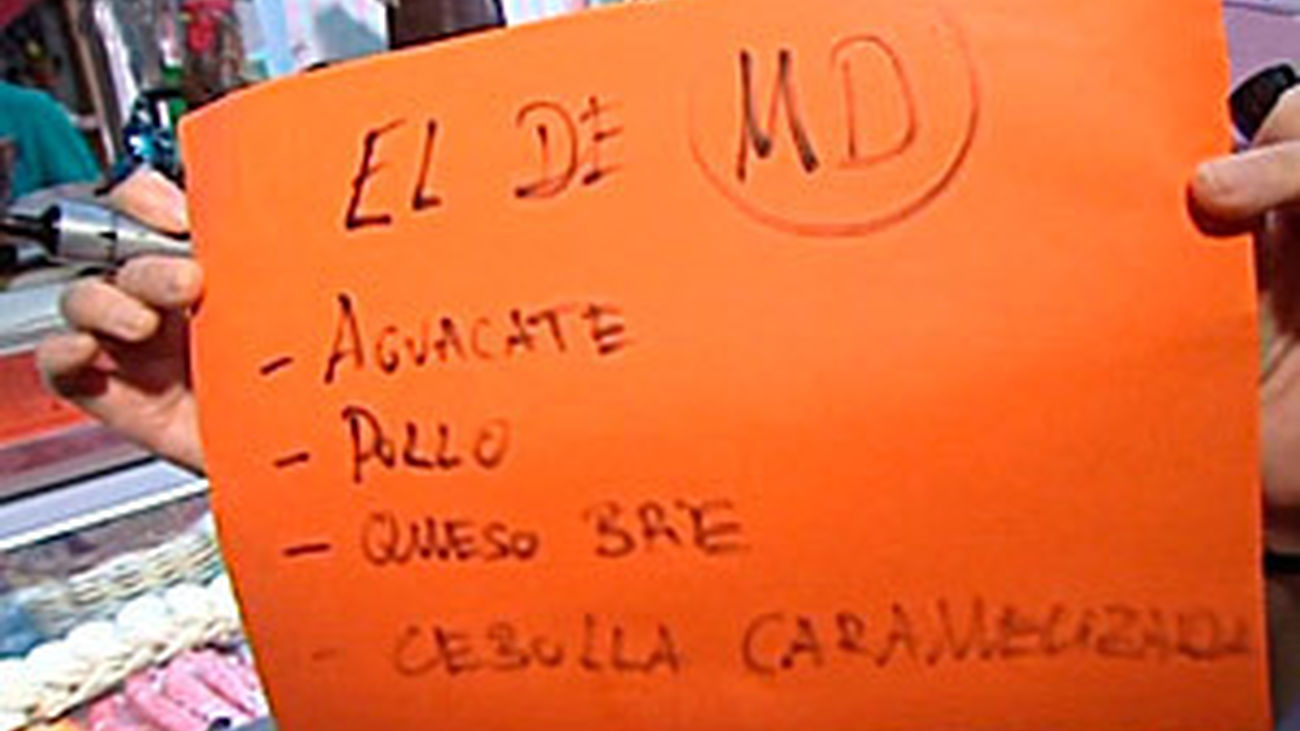 EL DE MD
- AGUACATE
- POLLO
- QUESO BRIE
- CEBOLLA CARAMELIZADA